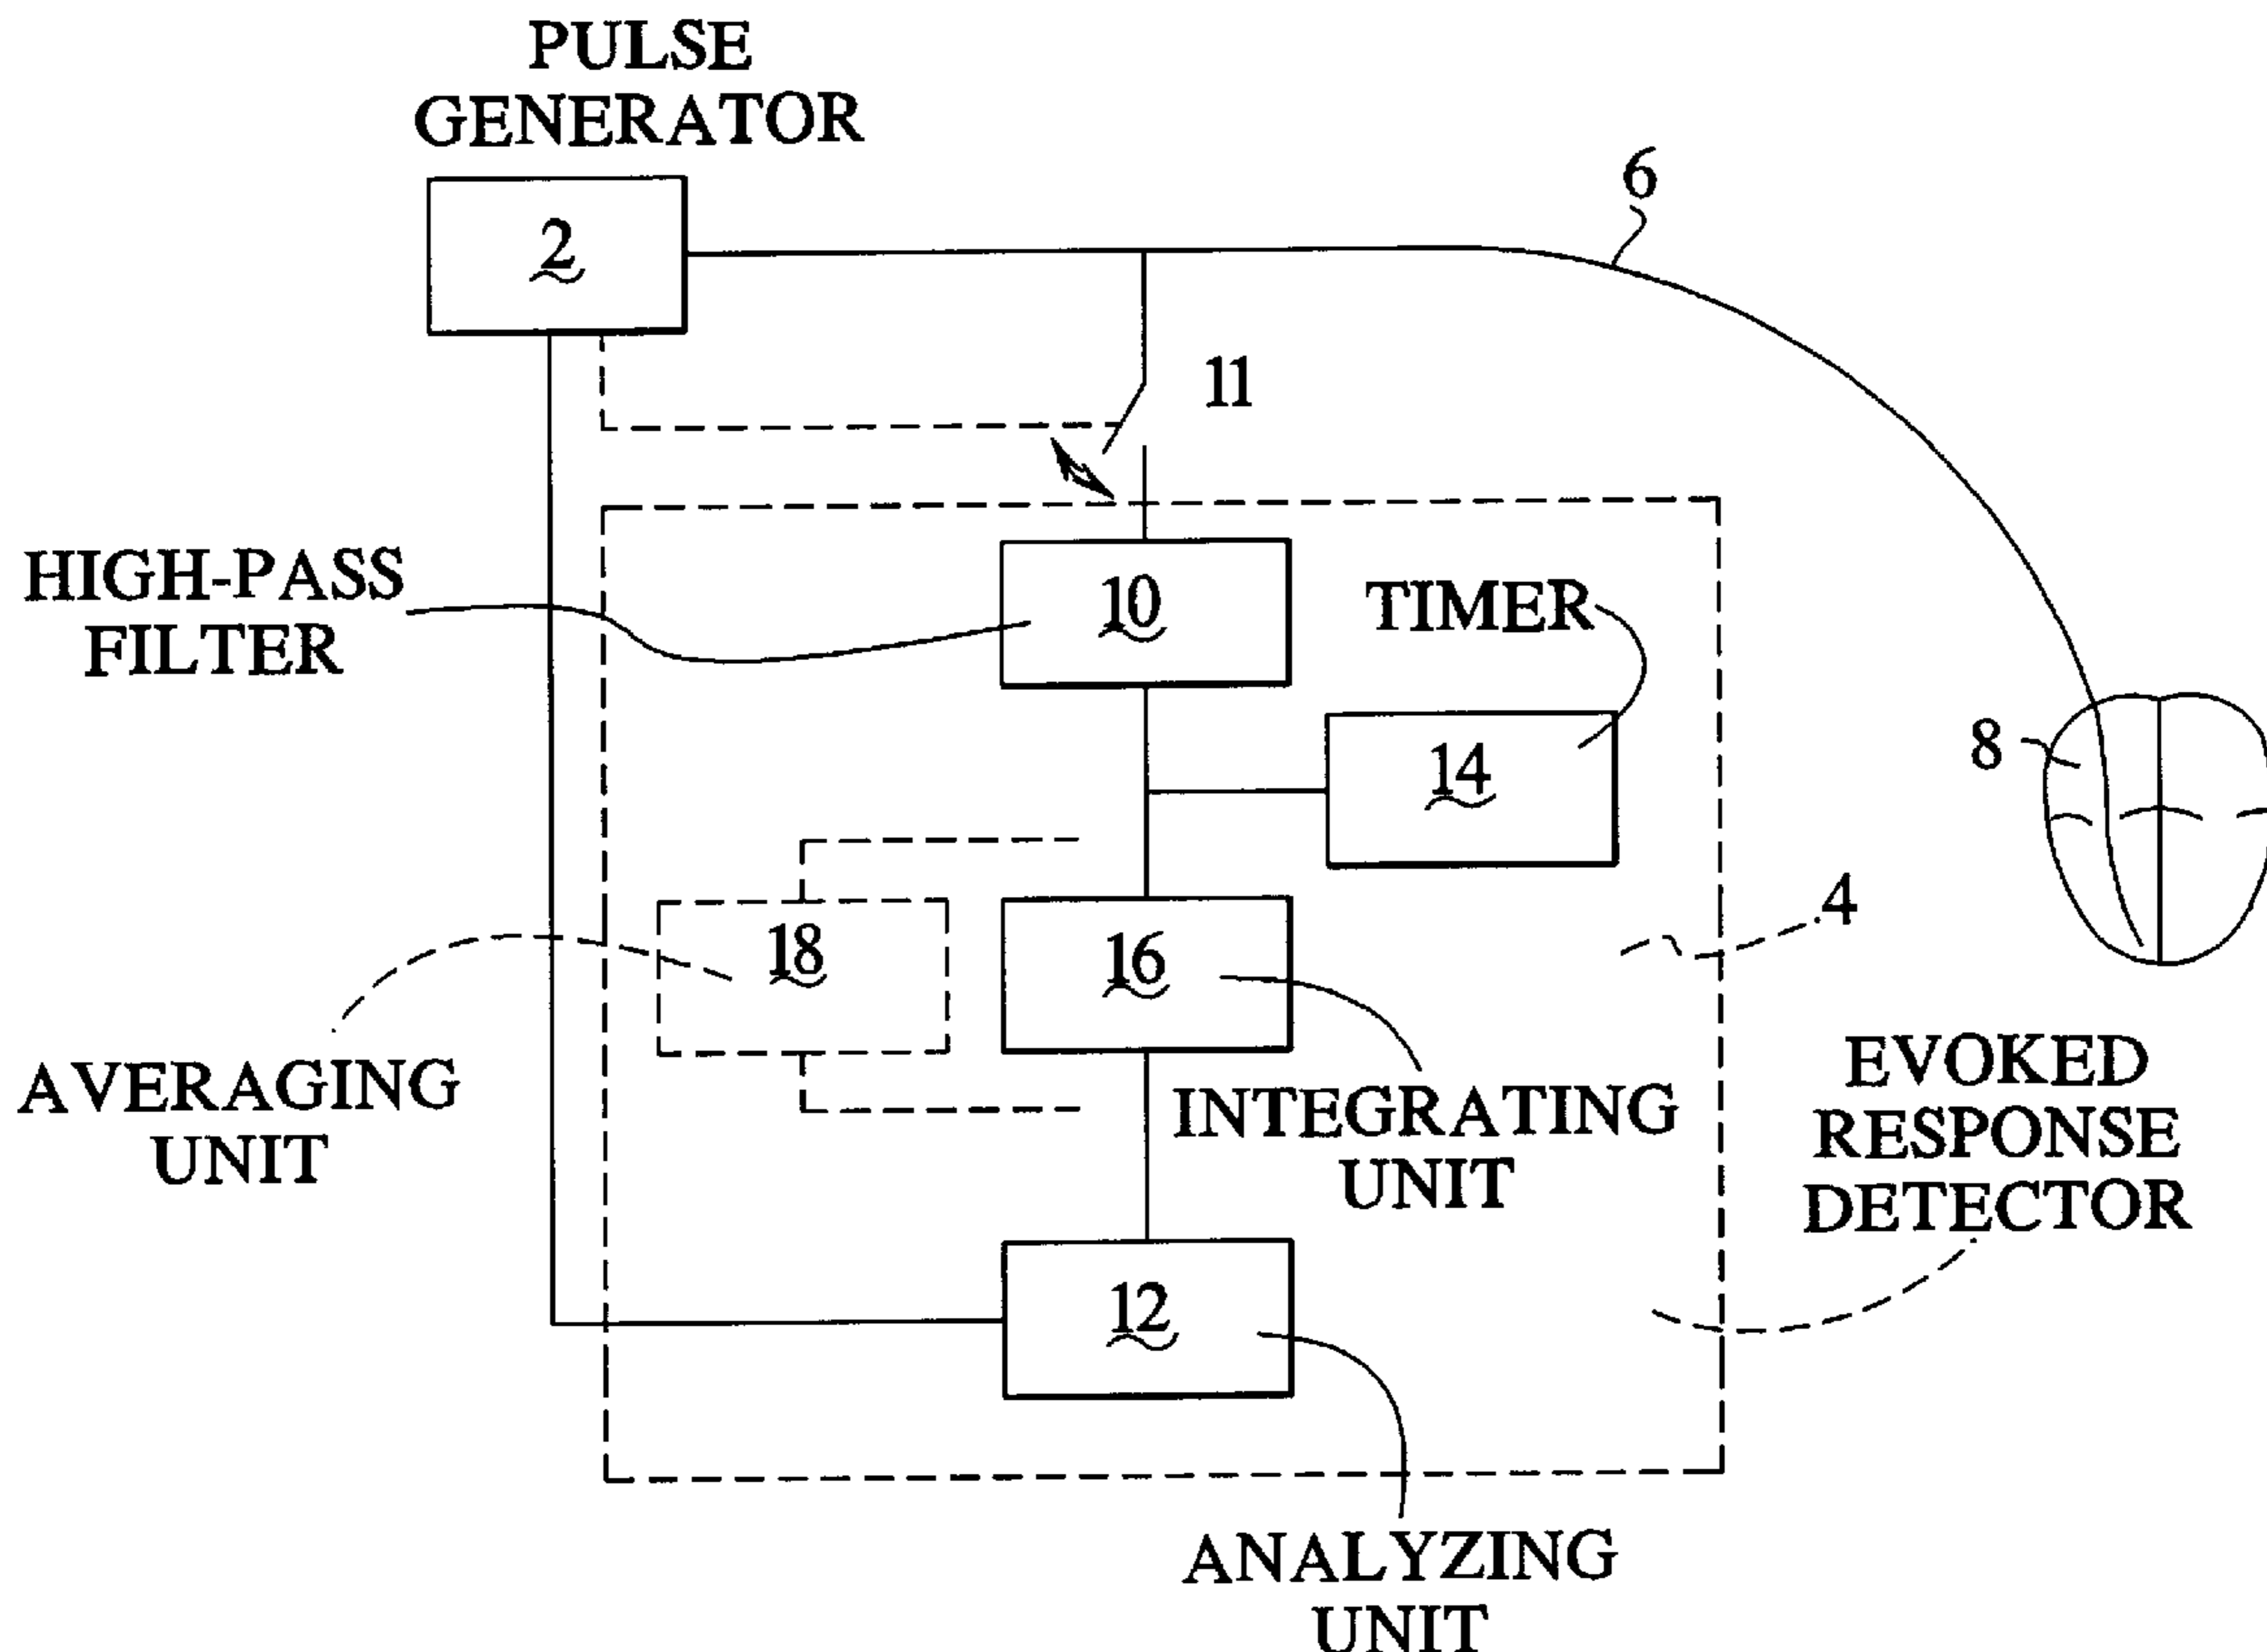 PULSE
GENERATOR
2
6
11
HIGH-PASS
FILTER
10
TIMER
14
8
4
18
16
AVERAGING
UNIT
INTEGRATING
UNIT
EVOKED
RESPONSE
DETECTOR
12
ANALYZING
UNIT